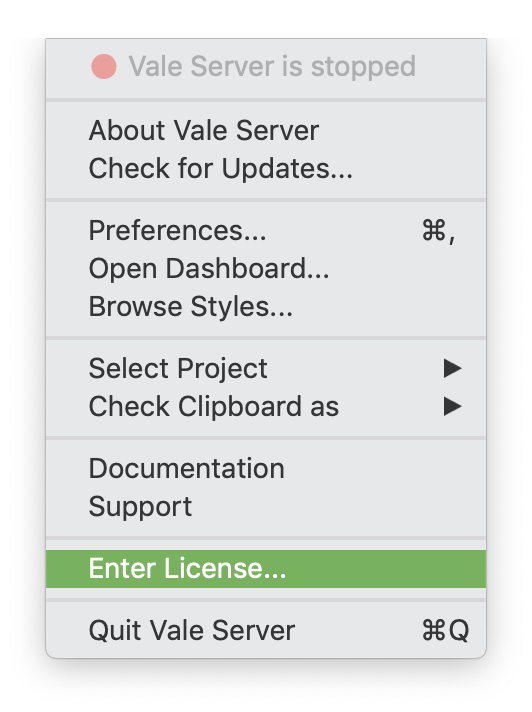 Vale Server is stopped
About Vale Server
Check for Updates...
Preferences... ⌘,
Open Dashboard...
Browse Styles...
Select Project ▶
Check Clipboard as ▶
Documentation
Support
Enter License...
Quit Vale Server ⌘Q